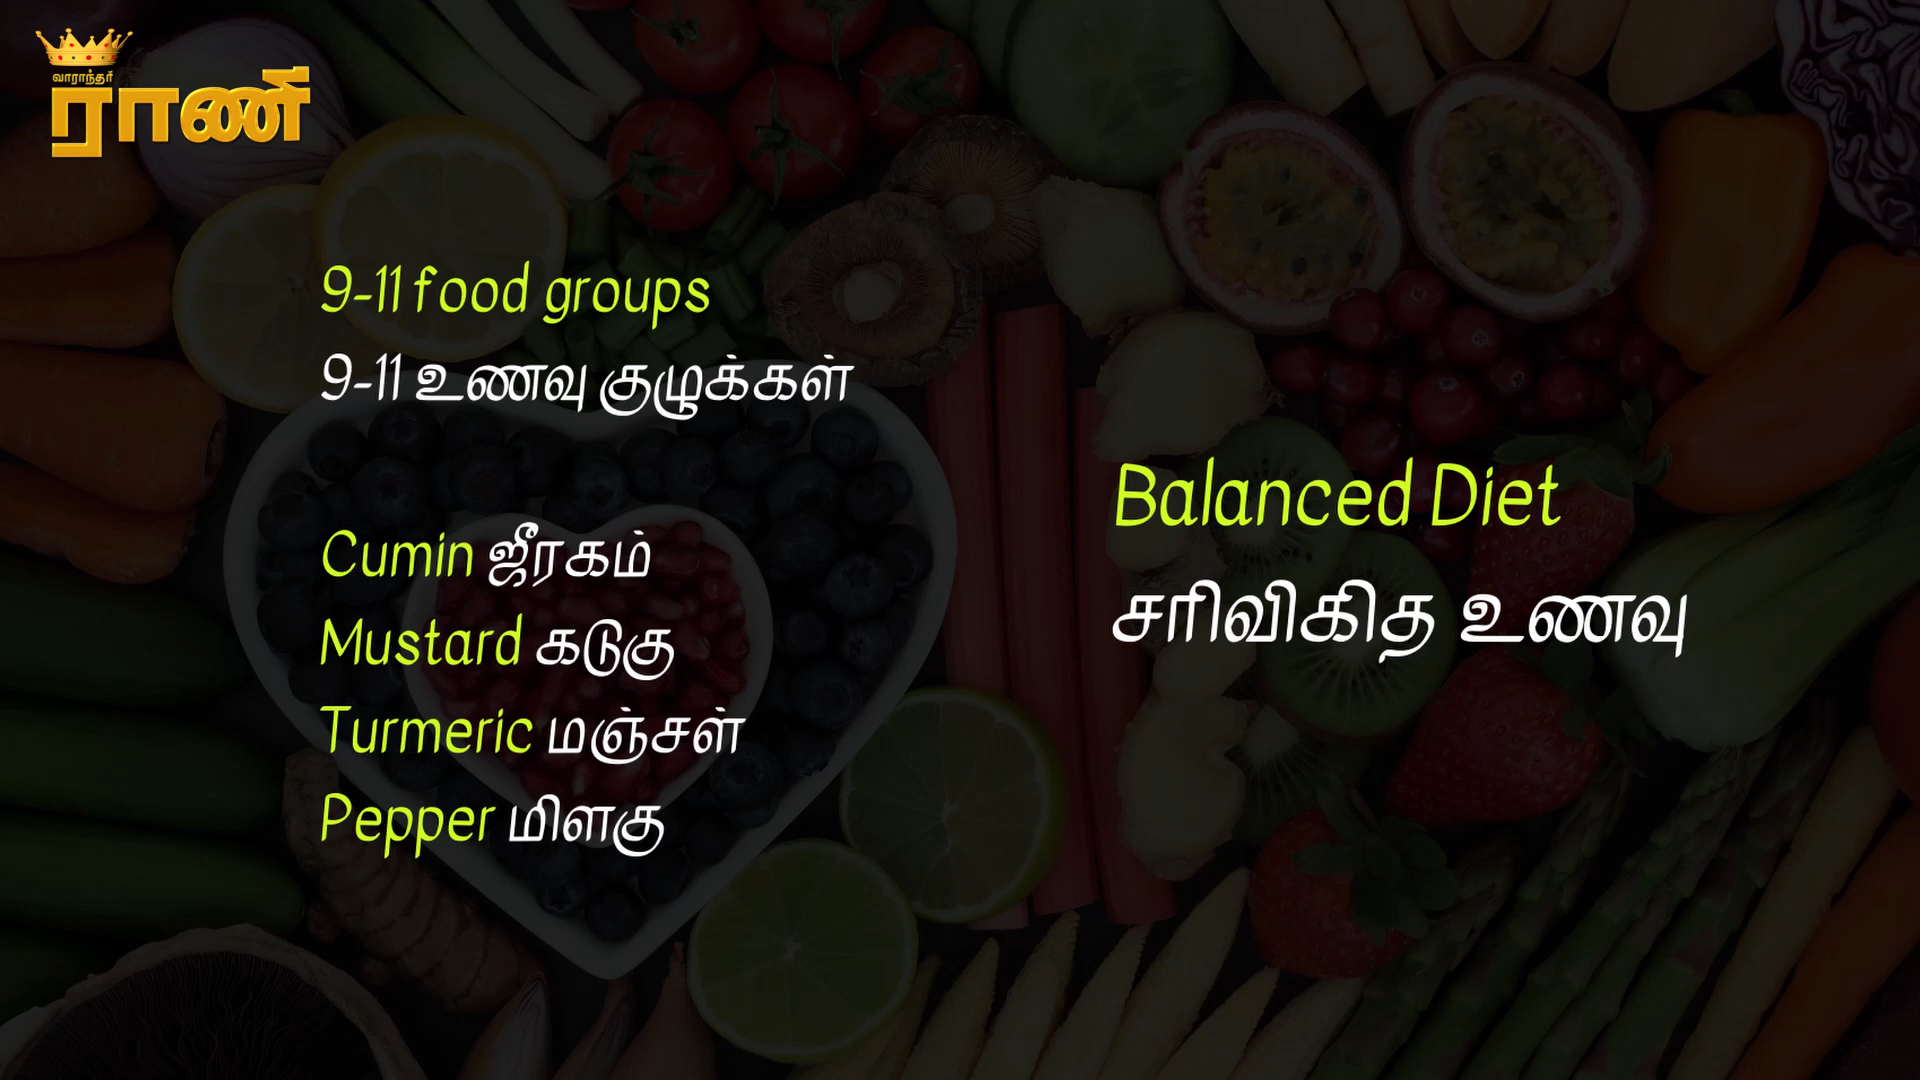 வாராந்தரி
ராணி
9-11 food groups
9-11 உணவு குழுக்கள்
Cumin ஜீரகம்
Mustard கடுகு
Turmeric மஞ்சள்
Pepper மிளகு
Balanced Diet
சரிவிகித உணவு